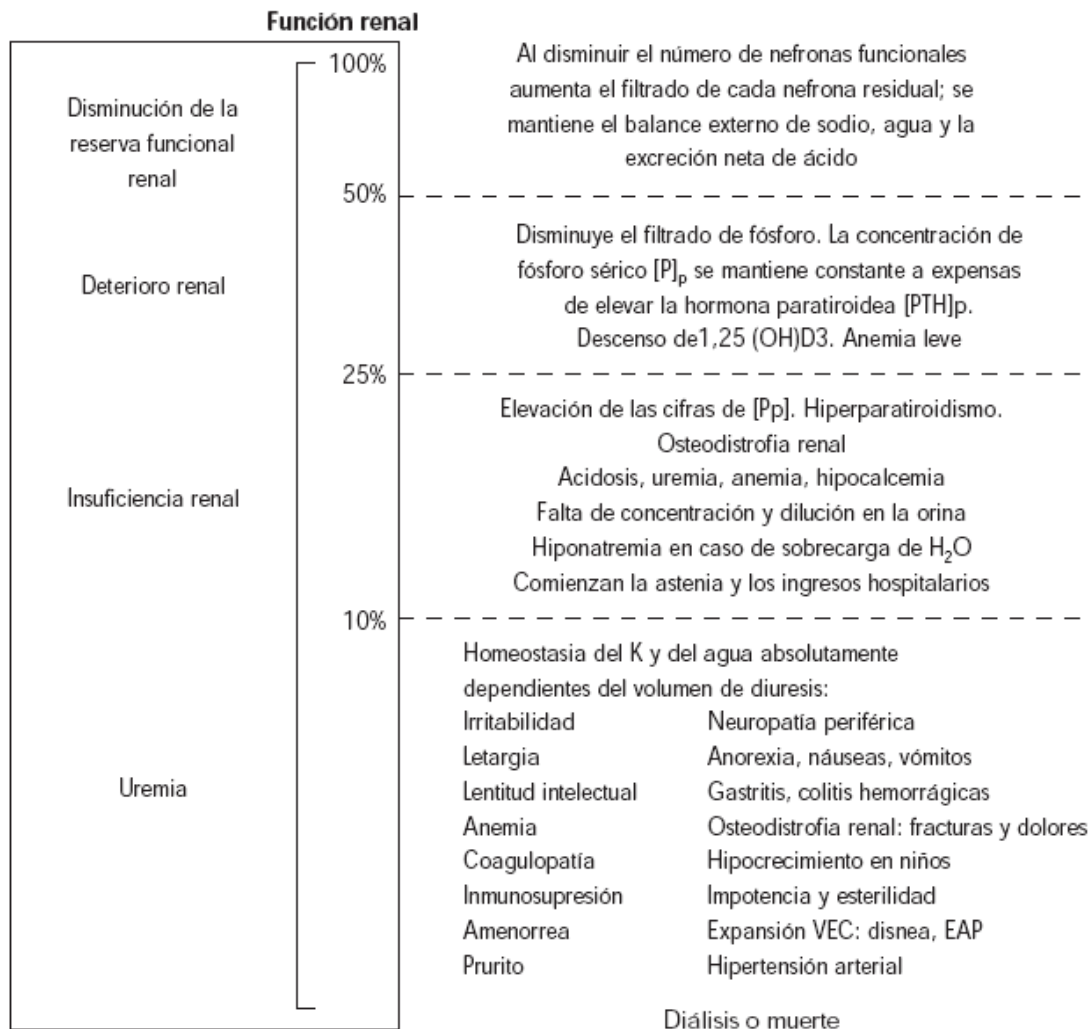 Función renal
100%
Disminución de la
reserva funcional
renal
Al disminuir el número de nefronas funcionales
aumenta el filtrado de cada nefrona residual; se
mantiene el balance externo de sodio, agua y la
excreción neta de ácido
50%
Deterioro renal
Disminuye el filtrado de fósforo. La concentración de
fósforo sérico [P]p se mantiene constante a expensas
de elevar la hormona paratiroidea [PTH]p.
Descenso de1,25 (OH)D3. Anemia leve
25%
Insuficiencia renal
Elevación de las cifras de [Pp]. Hiperparatiroidismo.
Osteodistrofia renal
Acidosis, uremia, anemia, hipocalcemia
Falta de concentración y dilución en la orina
Hiponatremia en caso de sobrecarga de H2O
Comienzan la astenia y los ingresos hospitalarios
10%
Uremia
Homeostasia del K y del agua absolutamente
dependientes del volumen de diuresis:
Irritabilidad Neuropatía periférica
Letargia Anorexia, náuseas, vómitos
Lentitud intelectual Gastritis, colitis hemorrágicas
Anemia Osteodistrofia renal: fracturas y dolores
Coagulopatía Hipocrecimiento en niños
Inmunosupresión Impotencia y esterilidad
Amenorrea Expansión VEC: disnea, EAP
Prurito Hipertensión arterial
Diálisis o muerte